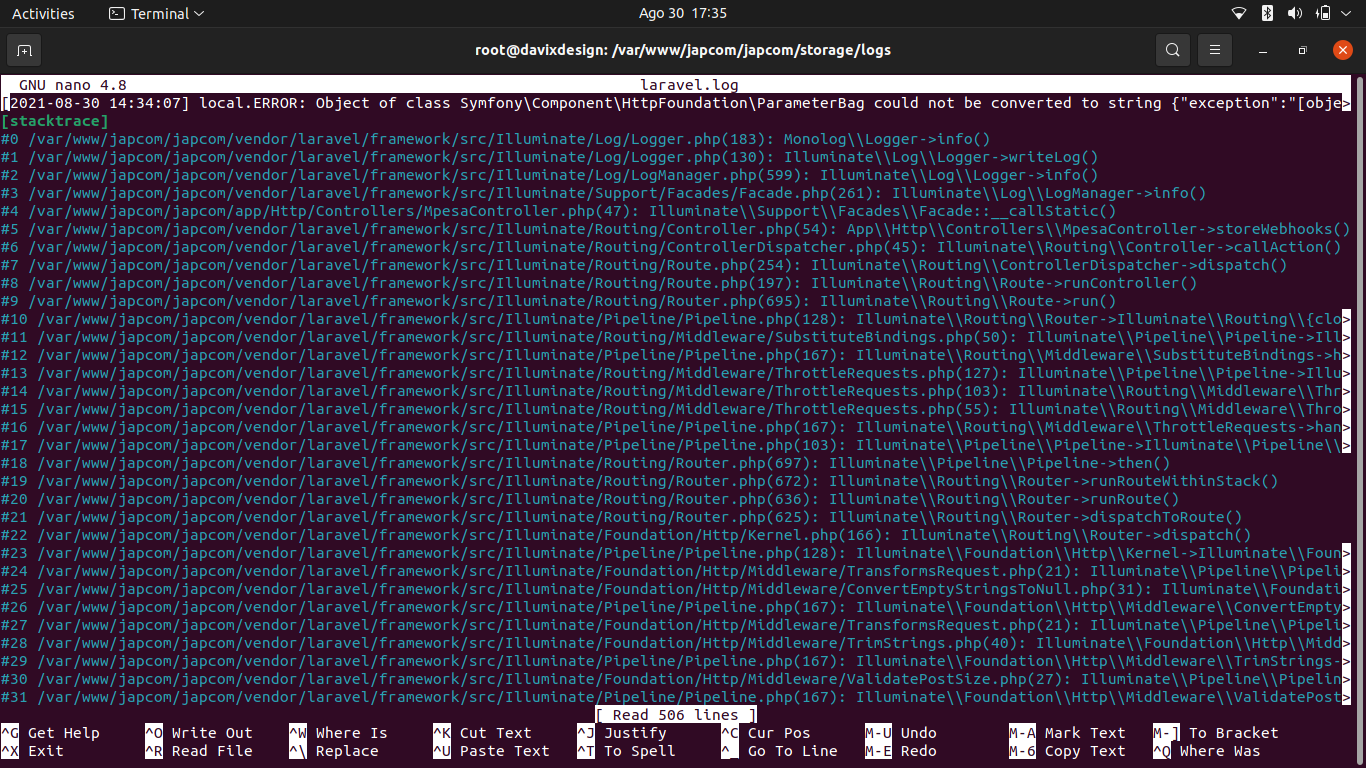 Activities Terminal Ago 30 17:35
root@davixdesign: /var/www/japcom/japcom/storage/logs
GNU nano 4.8 laravel.log
[2021-08-30 14:34:07] local.ERROR: Object of class Symfony\Component\HttpFoundation\ParameterBag could not be converted to string {"exception":"[obje>
[stacktrace]
#0 /var/www/japcom/japcom/vendor/laravel/framework/src/Illuminate/Log/Logger.php(183): Monolog\\Logger->info()
#1 /var/www/japcom/japcom/vendor/laravel/framework/src/Illuminate/Log/Logger.php(130): Illuminate\\Log\\Logger->writeLog()
#2 /var/www/japcom/japcom/vendor/laravel/framework/src/Illuminate/Log/LogManager.php(599): Illuminate\\Log\\Logger->info()
#3 /var/www/japcom/japcom/vendor/laravel/framework/src/Illuminate/Support/Facades/Facade.php(261): Illuminate\\Log\\LogManager->info()
#4 /var/www/japcom/japcom/app/Http/Controllers/MpesaController.php(47): Illuminate\\Support\\Facades\\Facade::__callStatic()
#5 /var/www/japcom/japcom/vendor/laravel/framework/src/Illuminate/Routing/Controller.php(54): App\\Http\\Controllers\\MpesaController->storeWebhooks()
#6 /var/www/japcom/japcom/vendor/laravel/framework/src/Illuminate/Routing/ControllerDispatcher.php(45): Illuminate\\Routing\\Controller->callAction()
#7 /var/www/japcom/japcom/vendor/laravel/framework/src/Illuminate/Routing/Route.php(254): Illuminate\\Routing\\ControllerDispatcher->dispatch()
#8 /var/www/japcom/japcom/vendor/laravel/framework/src/Illuminate/Routing/Route.php(197): Illuminate\\Routing\\Route->runController()
#9 /var/www/japcom/japcom/vendor/laravel/framework/src/Illuminate/Routing/Router.php(695): Illuminate\\Routing\\Route->run()
#10 /var/www/japcom/japcom/vendor/laravel/framework/src/Illuminate/Pipeline/Pipeline.php(128): Illuminate\\Routing\\Router->Illuminate\\Routing\\{clo>
#11 /var/www/japcom/japcom/vendor/laravel/framework/src/Illuminate/Routing/Middleware/SubstituteBindings.php(50): Illuminate\\Pipeline\\Pipeline->Ill>
#12 /var/www/japcom/japcom/vendor/laravel/framework/src/Illuminate/Pipeline/Pipeline.php(167): Illuminate\\Routing\\Middleware\\SubstituteBindings->h>
#13 /var/www/japcom/japcom/vendor/laravel/framework/src/Illuminate/Routing/Middleware/ThrottleRequests.php(127): Illuminate\\Pipeline\\Pipeline->Illu>
#14 /var/www/japcom/japcom/vendor/laravel/framework/src/Illuminate/Routing/Middleware/ThrottleRequests.php(103): Illuminate\\Routing\\Middleware\\Thr>
#15 /var/www/japcom/japcom/vendor/laravel/framework/src/Illuminate/Routing/Middleware/ThrottleRequests.php(55): Illuminate\\Routing\\Middleware\\Thro>
#16 /var/www/japcom/japcom/vendor/laravel/framework/src/Illuminate/Pipeline/Pipeline.php(167): Illuminate\\Routing\\Middleware\\ThrottleRequests->han>
#17 /var/www/japcom/japcom/vendor/laravel/framework/src/Illuminate/Pipeline/Pipeline.php(103): Illuminate\\Pipeline\\Pipeline->Illuminate\\Pipeline\\>
#18 /var/www/japcom/japcom/vendor/laravel/framework/src/Illuminate/Routing/Router.php(697): Illuminate\\Pipeline\\Pipeline->then()
#19 /var/www/japcom/japcom/vendor/laravel/framework/src/Illuminate/Routing/Router.php(672): Illuminate\\Routing\\Router->runRouteWithinStack()
#20 /var/www/japcom/japcom/vendor/laravel/framework/src/Illuminate/Routing/Router.php(636): Illuminate\\Routing\\Router->runRoute()
#21 /var/www/japcom/japcom/vendor/laravel/framework/src/Illuminate/Routing/Router.php(625): Illuminate\\Routing\\Router->dispatchToRoute()
#22 /var/www/japcom/japcom/vendor/laravel/framework/src/Illuminate/Foundation/Http/Kernel.php(166): Illuminate\\Routing\\Router->dispatch()
#23 /var/www/japcom/japcom/vendor/laravel/framework/src/Illuminate/Pipeline/Pipeline.php(128): Illuminate\\Foundation\\Http\\Kernel->Illuminate\\Foun>
#24 /var/www/japcom/japcom/vendor/laravel/framework/src/Illuminate/Foundation/Http/Middleware/TransformsRequest.php(21): Illuminate\\Pipeline\\Pipeli>
#25 /var/www/japcom/japcom/vendor/laravel/framework/src/Illuminate/Foundation/Http/Middleware/ConvertEmptyStringsToNull.php(31): Illuminate\\Foundati>
#26 /var/www/japcom/japcom/vendor/laravel/framework/src/Illuminate/Pipeline/Pipeline.php(167): Illuminate\\Foundation\\Http\\Middleware\\ConvertEmpty>
#27 /var/www/japcom/japcom/vendor/laravel/framework/src/Illuminate/Foundation/Http/Middleware/TransformsRequest.php(21): Illuminate\\Pipeline\\Pipeli>
#28 /var/www/japcom/japcom/vendor/laravel/framework/src/Illuminate/Foundation/Http/Middleware/TrimStrings.php(40): Illuminate\\Foundation\\Http\\Midd>
#29 /var/www/japcom/japcom/vendor/laravel/framework/src/Illuminate/Pipeline/Pipeline.php(167): Illuminate\\Foundation\\Http\\Middleware\\TrimStrings->
#30 /var/www/japcom/japcom/vendor/laravel/framework/src/Illuminate/Foundation/Http/Middleware/ValidatePostSize.php(27): Illuminate\\Pipeline\\Pipelin>
#31 /var/www/japcom/japcom/vendor/laravel/framework/src/Illuminate/Pipeline/Pipeline.php(167): Illuminate\\Foundation\\Http\\Middleware\\ValidatePost>
[ Read 506 lines ]
^G Get Help ^O Write Out ^W Where Is ^K Cut Text ^J Justify ^C Cur Pos M-U Undo M-A Mark Text M-] To Bracket
^X Exit ^R Read File ^\ Replace ^U Paste Text ^T To Spell ^_ Go To Line M-E Redo M-6 Copy Text ^Q Where Was